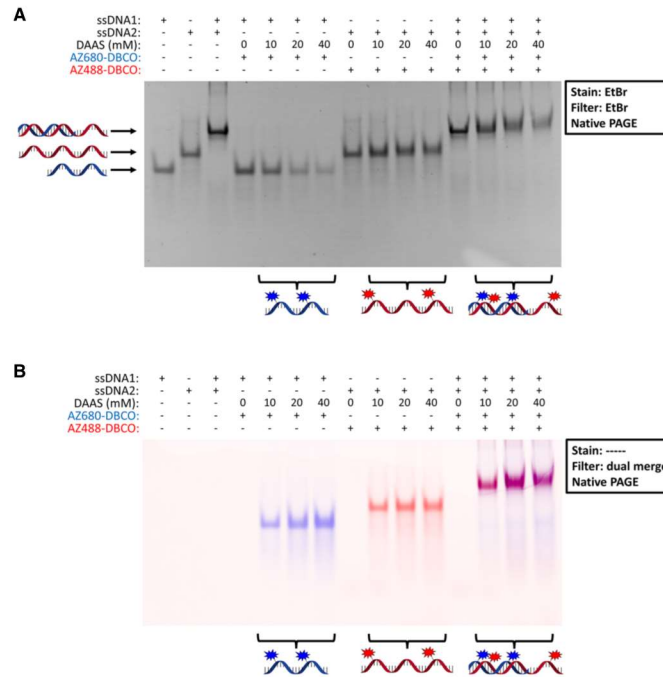 A
ssDNA1: + - + + + + + - - - - + + + +
ssDNA2: - + + - - - - + + + + + + + +
DAAS (mM): - - - 0 10 20 40 0 10 20 40 0 10 20 40
AZ680-DBCO: - - - + + + + - - - - + + + +
AZ488-DBCO: - - - - - - - + + + + + + + +
Stain: EtBr
Filter: EtBr
Native PAGE
B
ssDNA1: + - + + + + + - - - - + + + +
ssDNA2: - + + - - - - + + + + + + + +
DAAS (mM): - - - 0 10 20 40 0 10 20 40 0 10 20 40
AZ680-DBCO: - - - + + + + - - - - + + + +
AZ488-DBCO: - - - - - - - + + + + + + + +
Stain: -----
Filter: dual merge
Native PAGE